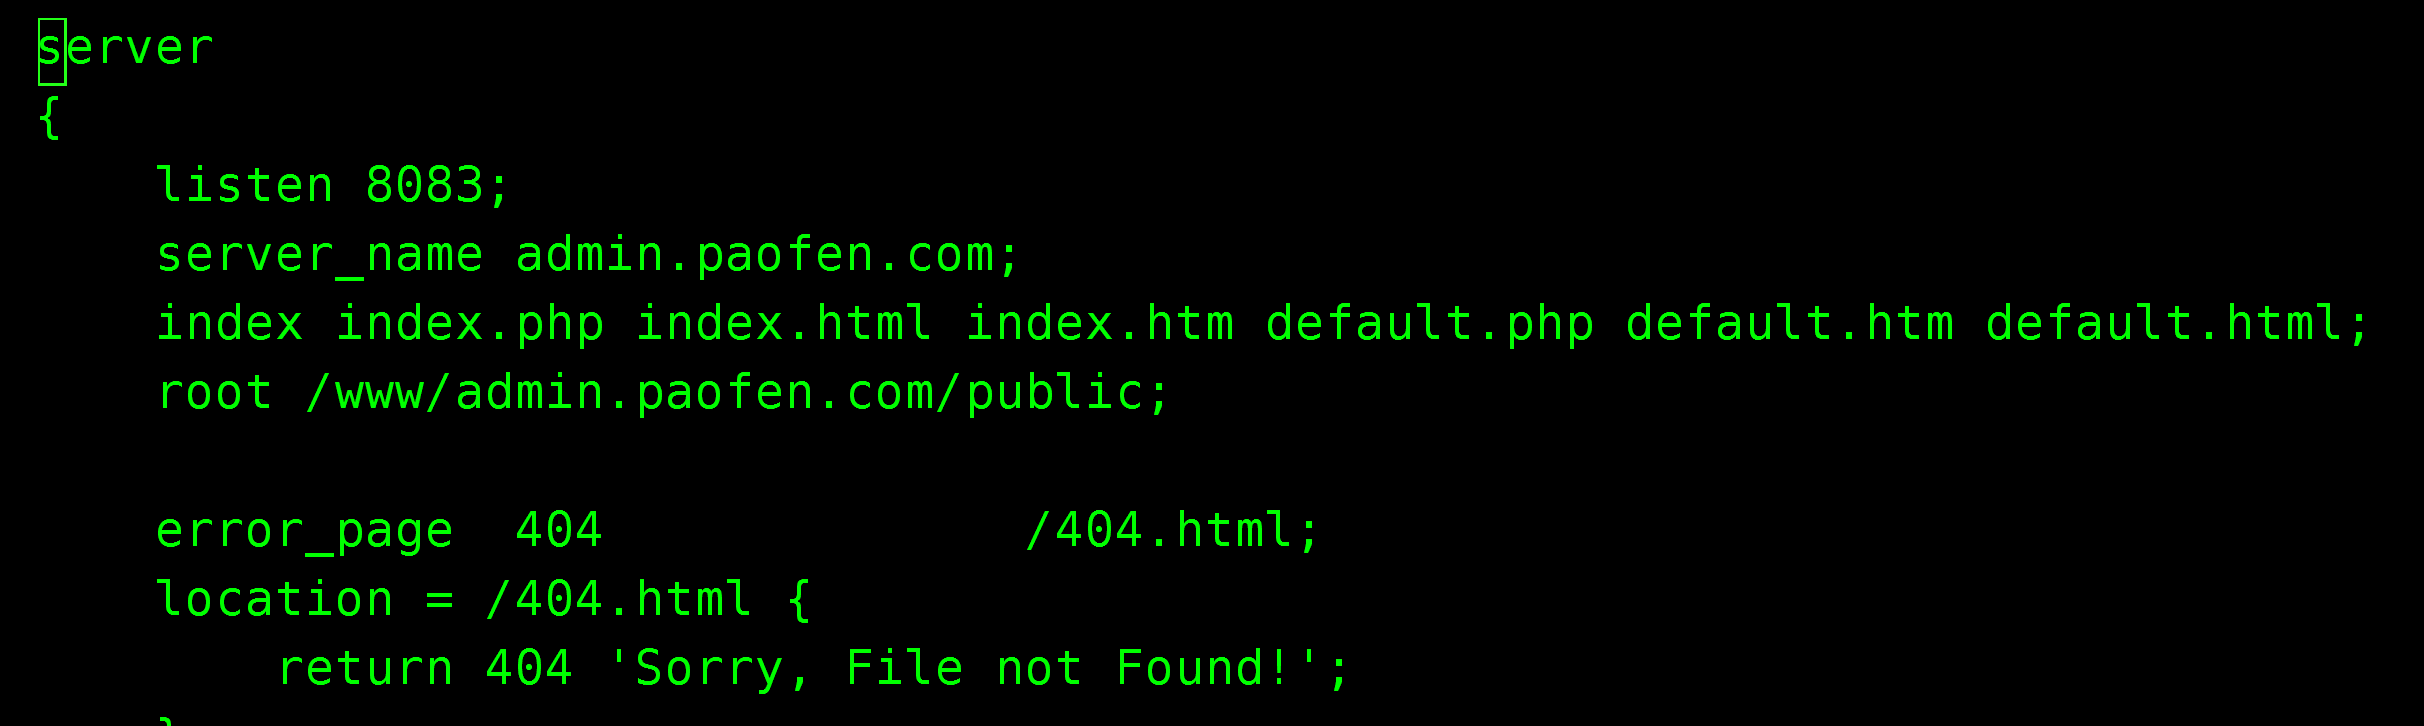 server
{
    listen 8083;
    server_name admin.paofen.com;
    index index.php index.html index.htm default.php default.htm default.html;
    root /www/admin.paofen.com/public;

    error_page  404              /404.html;
    location = /404.html {
        return 404 'Sorry, File not Found!';
    }